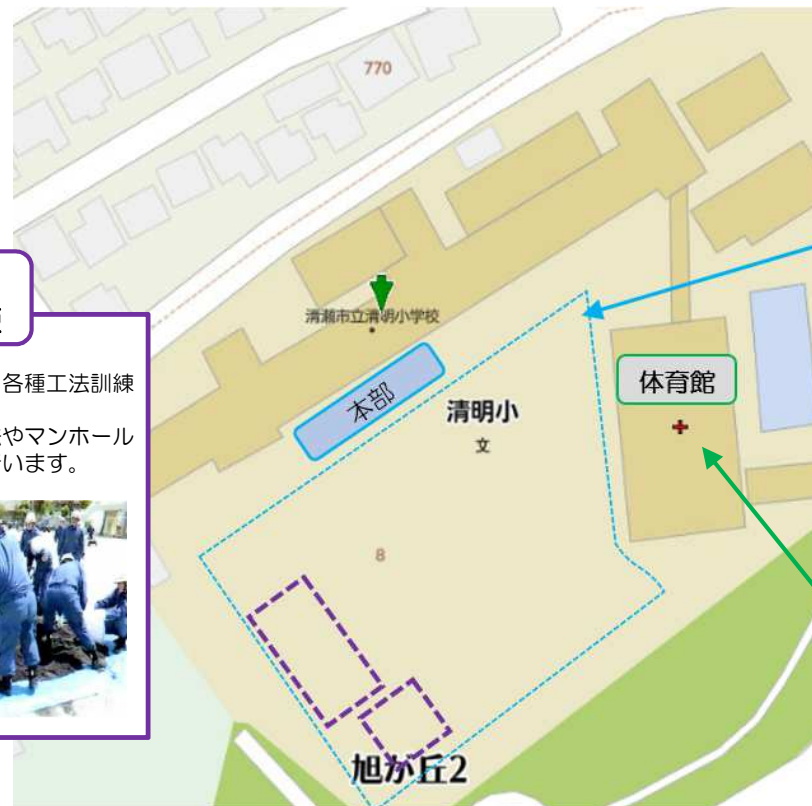 770
清瀬市立清明小学校
各種工法訓練
本部
清明小
文
体育館
やマンホール
います。
8
旭が丘2